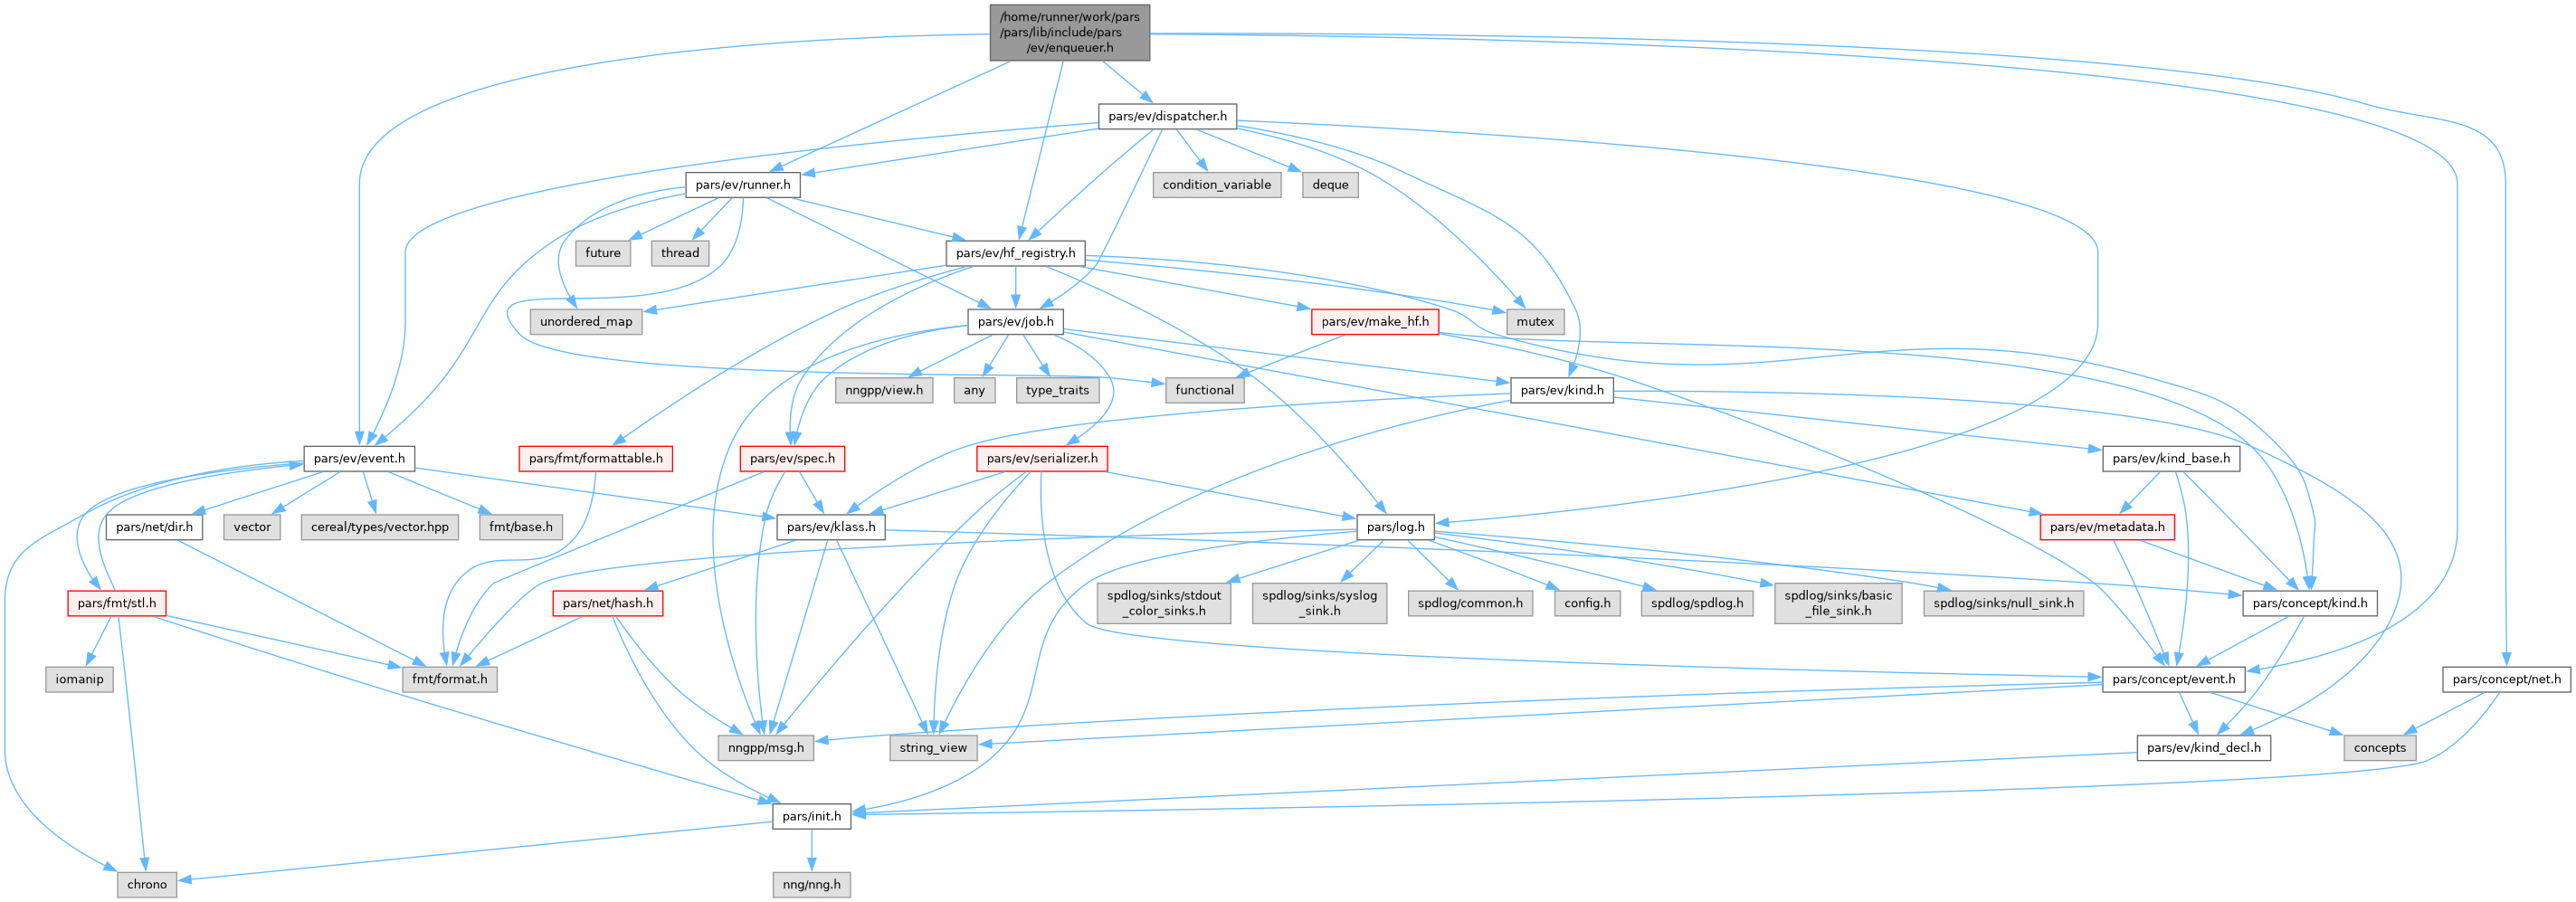 /home/runner/work/pars
/pars/lib/include/pars
/ev/enqueuer.h
pars/ev/dispatcher.h
pars/ev/runner.h
condition_variable
deque
future
thread
pars/ev/hf_registry.h
unordered_map
pars/ev/job.h
pars/ev/make_hf.h
mutex
nngpp/view.h
any
type_traits
functional
pars/ev/kind.h
pars/ev/event.h
pars/fmt/formattable.h
pars/ev/spec.h
pars/ev/serializer.h
pars/ev/kind_base.h
pars/net/dir.h
vector
cereal/types/vector.hpp
fmt/base.h
pars/ev/klass.h
pars/log.h
pars/ev/metadata.h
pars/fmt/stl.h
pars/net/hash.h
spdlog/sinks/stdout
_color_sinks.h
spdlog/sinks/syslog
_sink.h
spdlog/common.h
config.h
spdlog/spdlog.h
spdlog/sinks/basic
_file_sink.h
spdlog/sinks/null_sink.h
pars/concept/kind.h
iomanip
fmt/format.h
pars/concept/event.h
pars/concept/net.h
nngpp/msg.h
string_view
pars/ev/kind_decl.h
concepts
pars/init.h
chrono
nng/nng.h